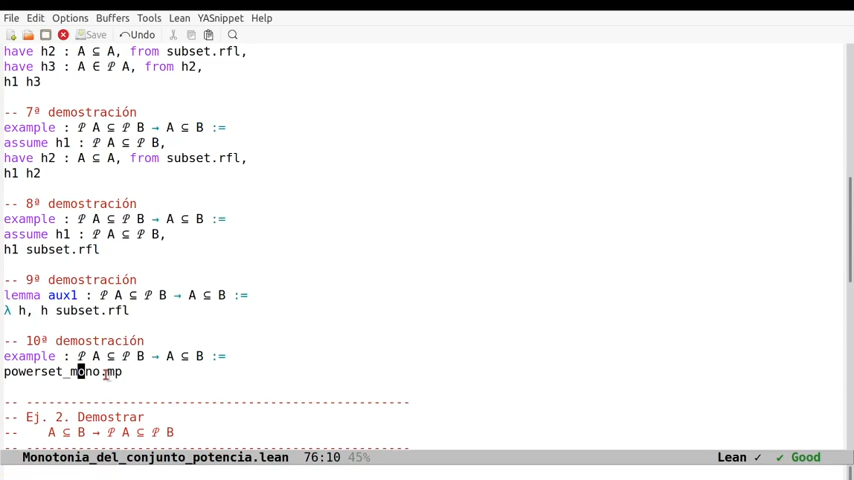 File Edit Options Buffers Tools Lean YASnippet Help
Save Undo
have h2 : A ⊆ A, from subset.rfl,
have h3 : A ∈ 𝒫 A, from h2,
h1 h3
-- 7ª demostración
example : 𝒫 A ⊆ 𝒫 B → A ⊆ B :=
assume h1 : 𝒫 A ⊆ 𝒫 B,
have h2 : A ⊆ A, from subset.rfl,
h1 h2
-- 8ª demostración
example : 𝒫 A ⊆ 𝒫 B → A ⊆ B :=
assume h1 : 𝒫 A ⊆ 𝒫 B,
h1 subset.rfl
-- 9ª demostración
lemma aux1 : 𝒫 A ⊆ 𝒫 B → A ⊆ B :=
λ h, h subset.rfl
-- 10ª demostración
example : 𝒫 A ⊆ 𝒫 B → A ⊆ B :=
powerset_mono.mp
-- ---------------------------------------------------
-- Ej. 2. Demostrar
--    A ⊆ B → 𝒫 A ⊆ 𝒫 B
-- ---------------------------------------------------
Monotonia_del_conjunto_potencia.lean 76:10 45% Lean ✓ ✓ Good